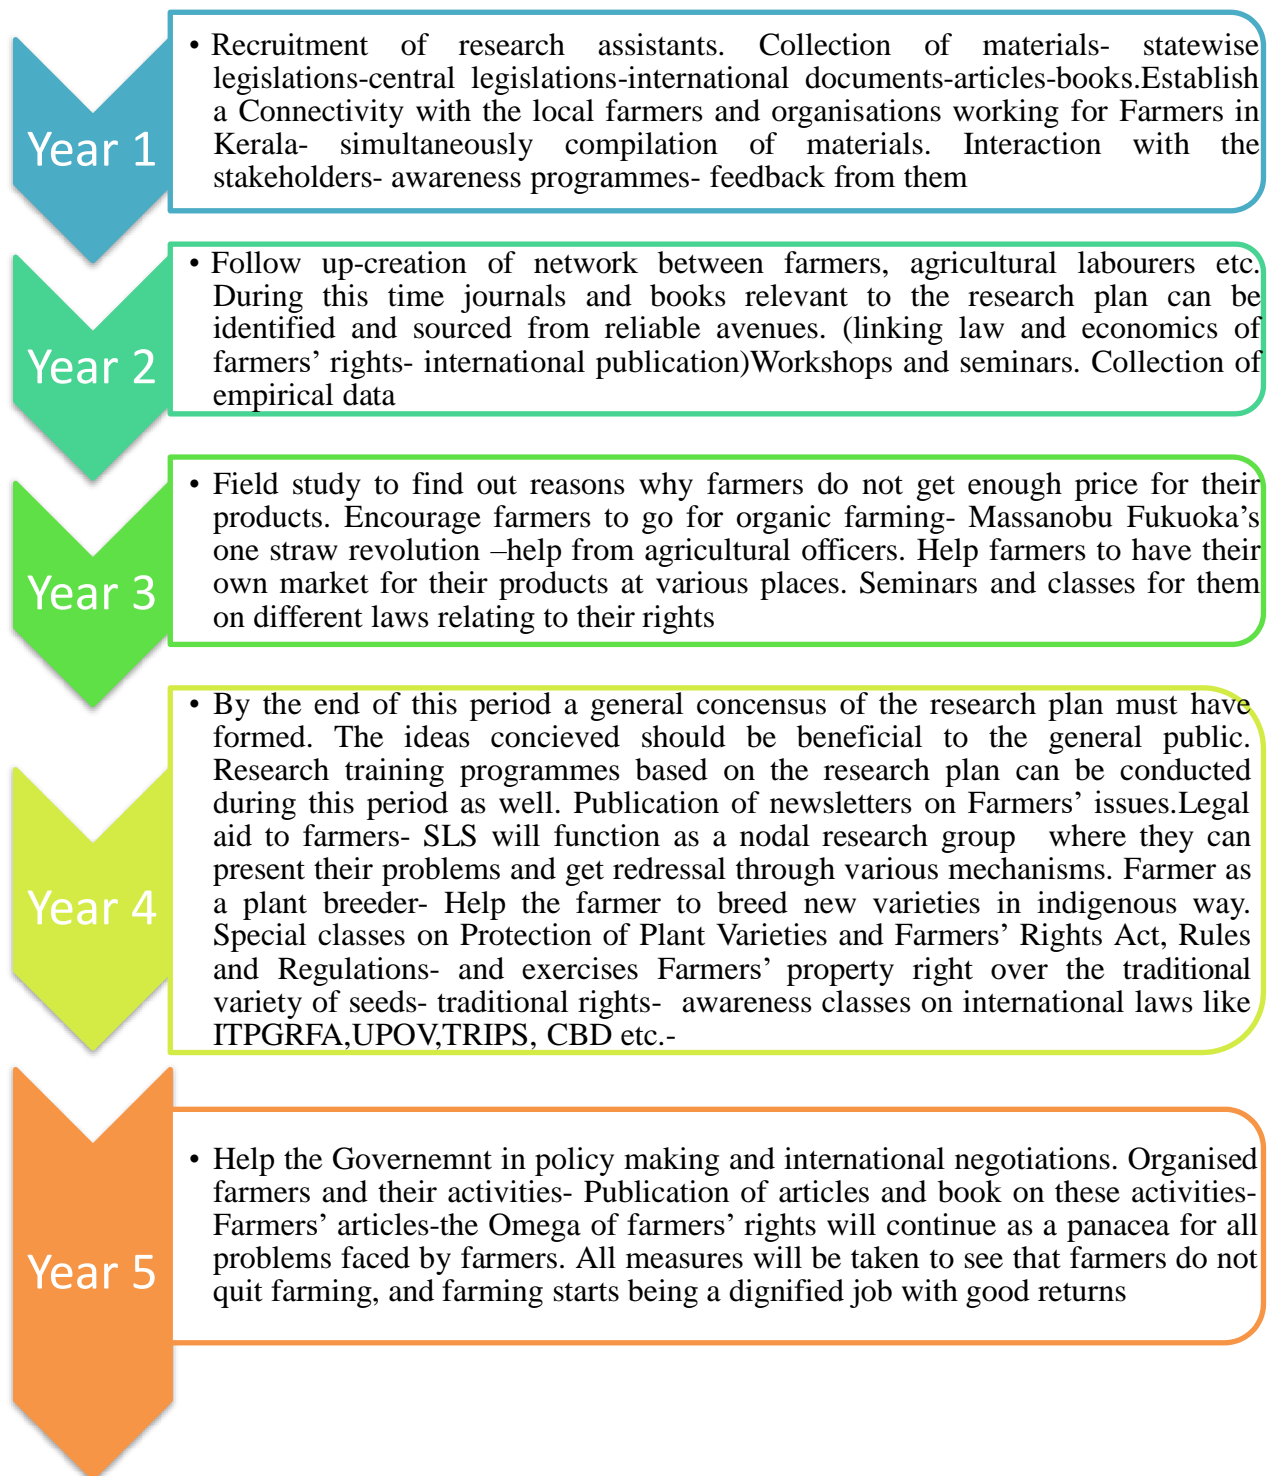 Year 1
• Recruitment of research assistants. Collection of materials- statewise
legislations-central legislations-international documents-articles-books.Establish
a Connectivity with the local farmers and organisations working for Farmers in
Kerala- simultaneously compilation of materials. Interaction with the
stakeholders- awareness programmes- feedback from them
Year 2
• Follow up-creation of network between farmers, agricultural labourers etc.
During this time journals and books relevant to the research plan can be
identified and sourced from reliable avenues. (linking law and economics of
farmers’ rights- international publication)Workshops and seminars. Collection of
empirical data
Year 3
• Field study to find out reasons why farmers do not get enough price for their
products. Encourage farmers to go for organic farming- Massanobu Fukuoka’s
one straw revolution –help from agricultural officers. Help farmers to have their
own market for their products at various places. Seminars and classes for them
on different laws relating to their rights
Year 4
• By the end of this period a general concensus of the research plan must have
formed. The ideas concieved should be beneficial to the general public.
Research training programmes based on the research plan can be conducted
during this period as well. Publication of newsletters on Farmers’ issues.Legal
aid to farmers- SLS will function as a nodal research group where they can
present their problems and get redressal through various mechanisms. Farmer as
a plant breeder- Help the farmer to breed new varieties in indigenous way.
Special classes on Protection of Plant Varieties and Farmers’ Rights Act, Rules
and Regulations- and exercises Farmers’ property right over the traditional
variety of seeds- traditional rights- awareness classes on international laws like
ITPGRFA,UPOV,TRIPS, CBD etc.-
Year 5
• Help the Governemnt in policy making and international negotiations. Organised
farmers and their activities- Publication of articles and book on these activities-
Farmers’ articles-the Omega of farmers’ rights will continue as a panacea for all
problems faced by farmers. All measures will be taken to see that farmers do not
quit farming, and farming starts being a dignified job with good returns